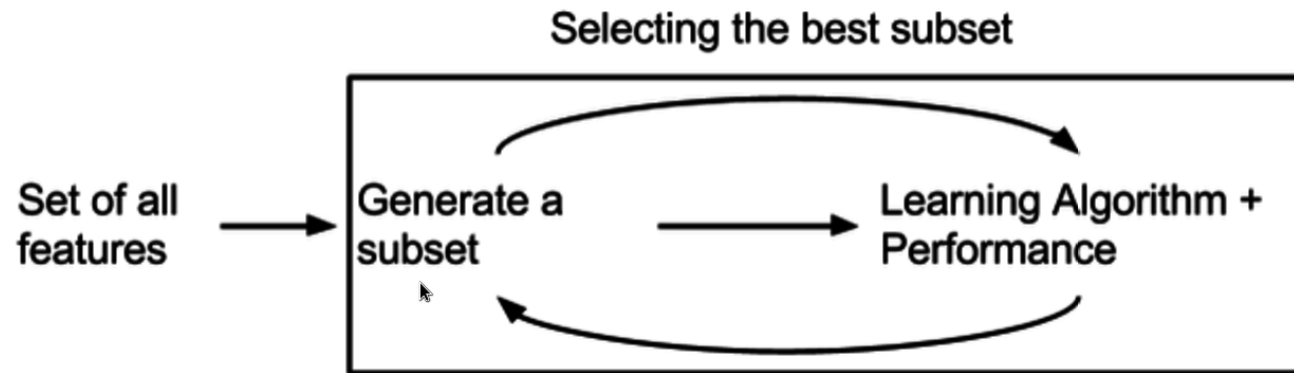 Selecting the best subset
Set of all
features
Generate a
subset
Learning Algorithm +
Performance